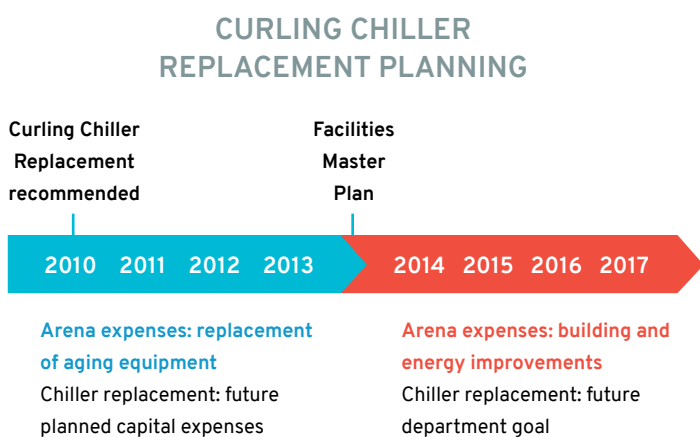 CURLING CHILLER
REPLACEMENT PLANNING
Curling Chiller
Replacement
recommended
Facilities
Master
Plan
2010 2011 2012 2013 2014 2015 2016 2017
Arena expenses: replacement
of aging equipment
Chiller replacement: future
planned capital expenses
Arena expenses: building and
energy improvements
Chiller replacement: future
department goal